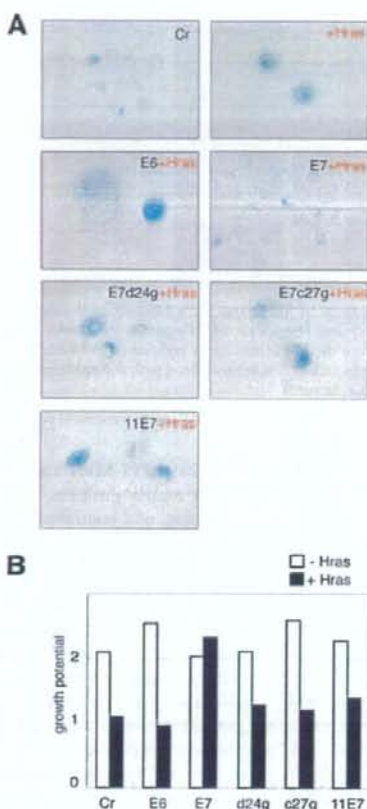 A
Cr
+Hras
E6+Hras
E7+Hras
E7d24g+Hras
E7c27g+Hras
11E7+Hras
B
- Hras
+ Hras
growth potential
2
1
0
Cr E6 E7 d24g c27g 11E7